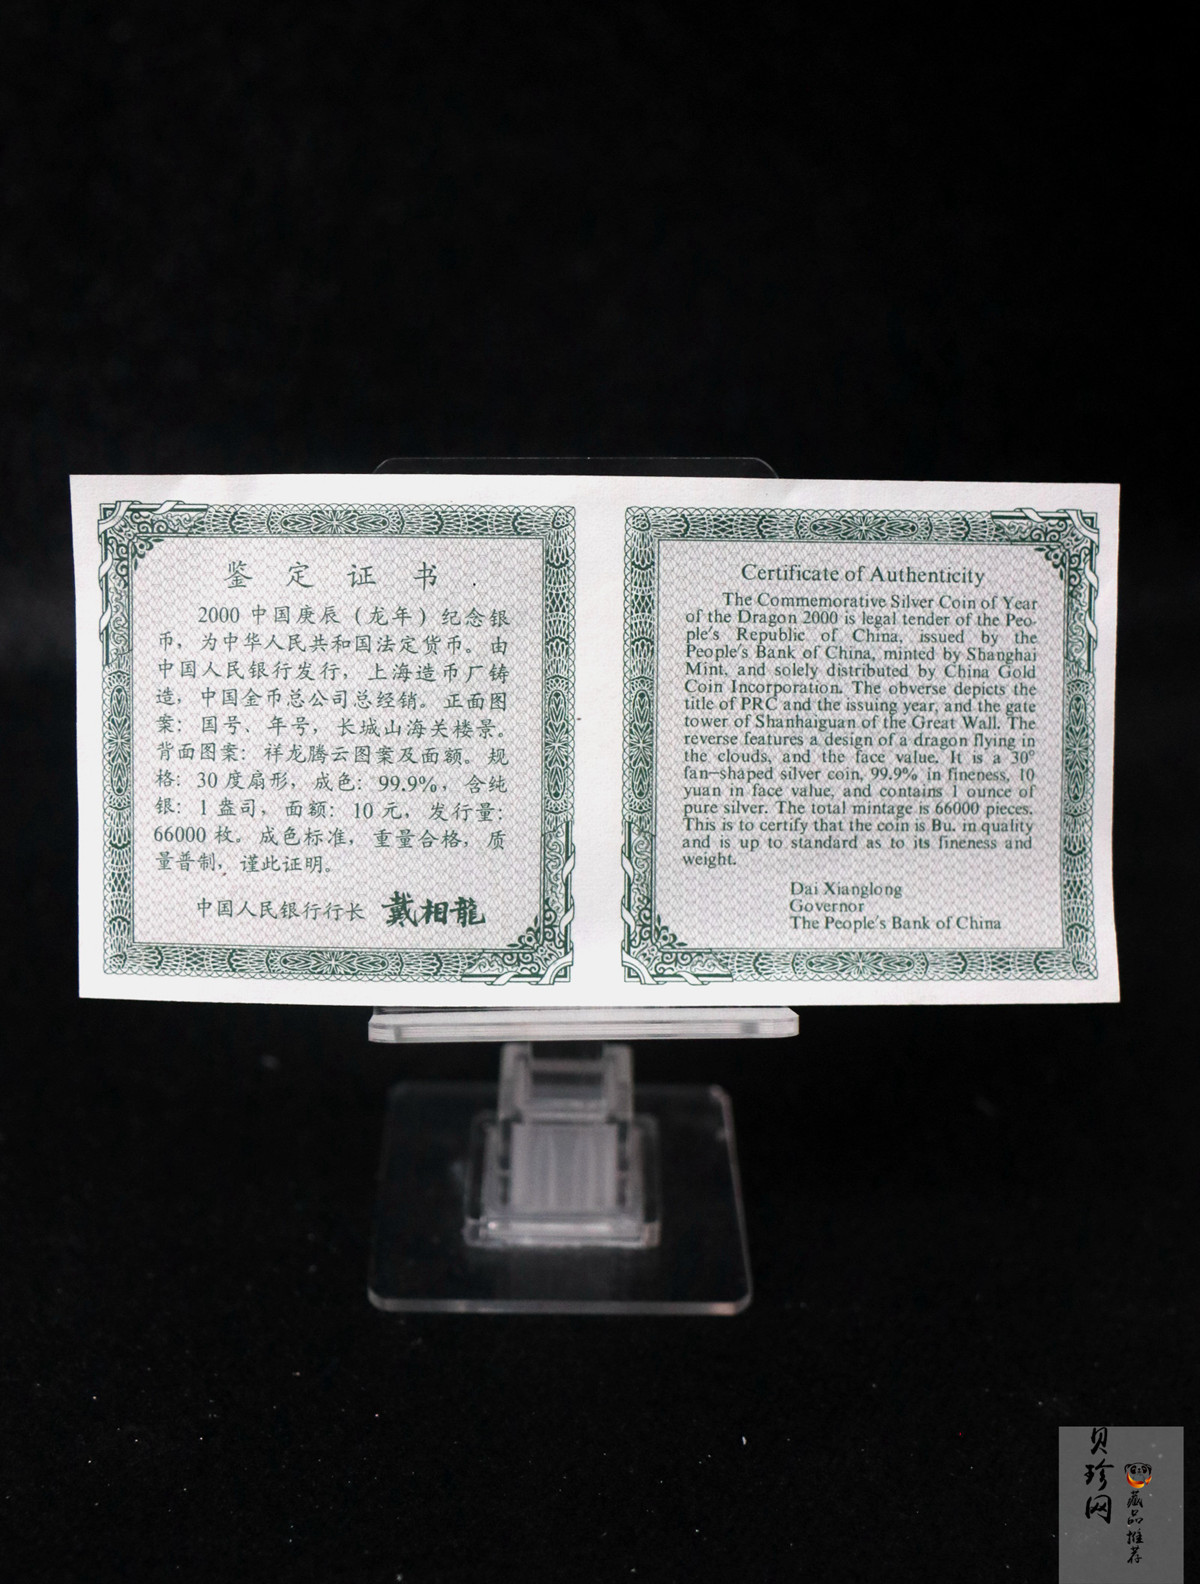 鉴定证书
2000 中国庚辰（龙年）纪念银
币，为中华人民共和国法定货币。由
中国人民银行发行，上海造币厂铸
造，中国金币总公司总经销。正面图
案：国号、年号，长城山海关楼景。
背面图案：祥龙腾云图案及面额。规
格：30 度扇形，成色：99.9%，含纯
银：1 盎司，面额：10 元，发行量：
66000 枚。成色标准，重量合格，质
量普制，谨此证明。
中国人民银行行长 戴相龍
Certificate of Authenticity
The Commemorative Silver Coin of Year
of the Dragon 2000 is legal tender of the Peo-
ple's Republic of China, issued by the
People's Bank of China, minted by Shanghai
Mint, and solely distributed by China Gold
Coin Incorporation. The obverse depicts the
title of PRC and the issuing year, and the gate
tower of Shanhaiguan of the Great Wall. The
reverse features a design of a dragon flying in
the clouds, and the face value. It is a 30°
fan-shaped silver coin, 99.9% in fineness, 10
yuan in face value, and contains 1 ounce of
pure silver. The total mintage is 66000 pieces.
This is to certify that the coin is Bu. in quality
and is up to standard as to its fineness and
weight.
Dai Xianglong
Governor
The People's Bank of China
贝珍网
藏品推荐